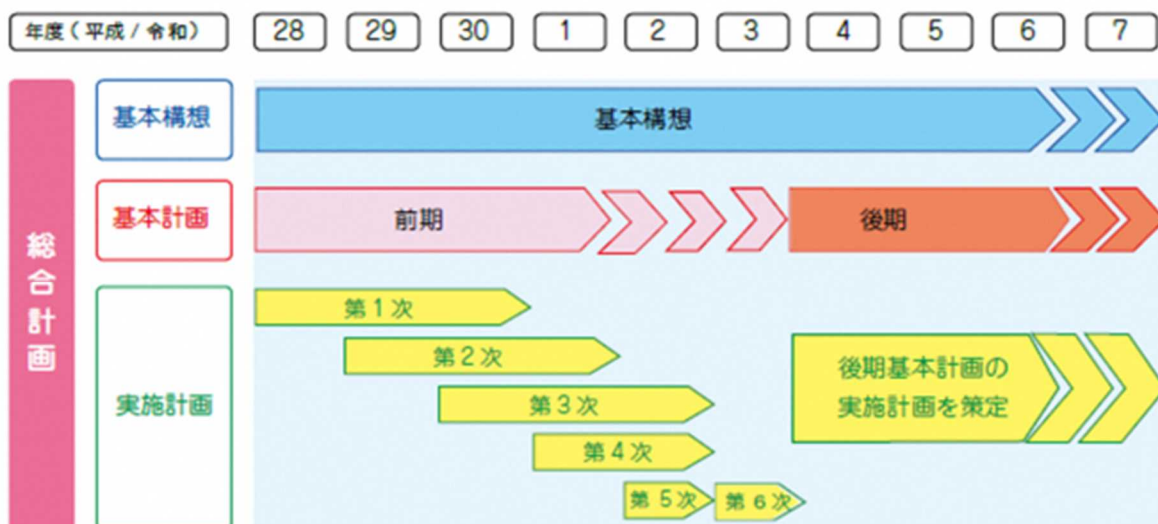 年度(平成/令和) 28 29 30 1 2 3 4 5 6 7
総合計画
基本構想
基本構想
基本計画
前期
後期
実施計画
第1次
第2次
第3次
第4次
第5次
第6次
後期基本計画の
実施計画を策定